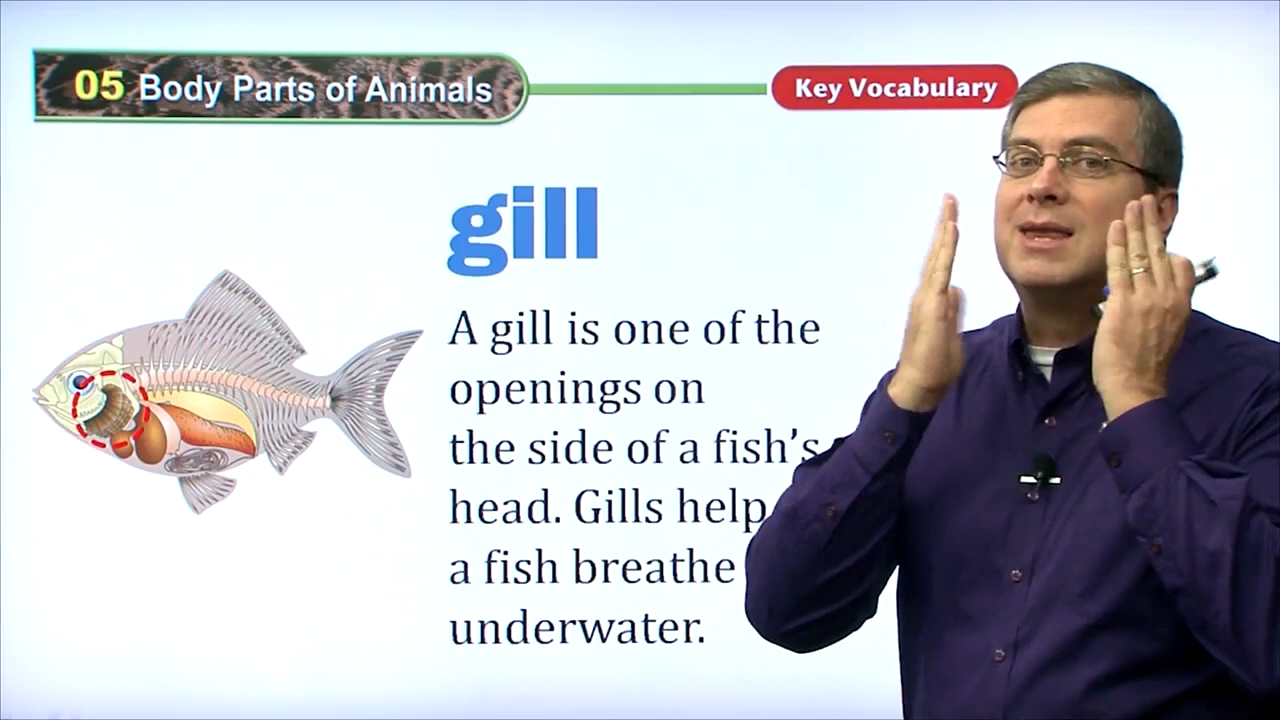 05 Body Parts of Animals
Key Vocabulary
gill
A gill is one of the
openings on
the side of a fish’s
head. Gills help
a fish breathe
underwater.